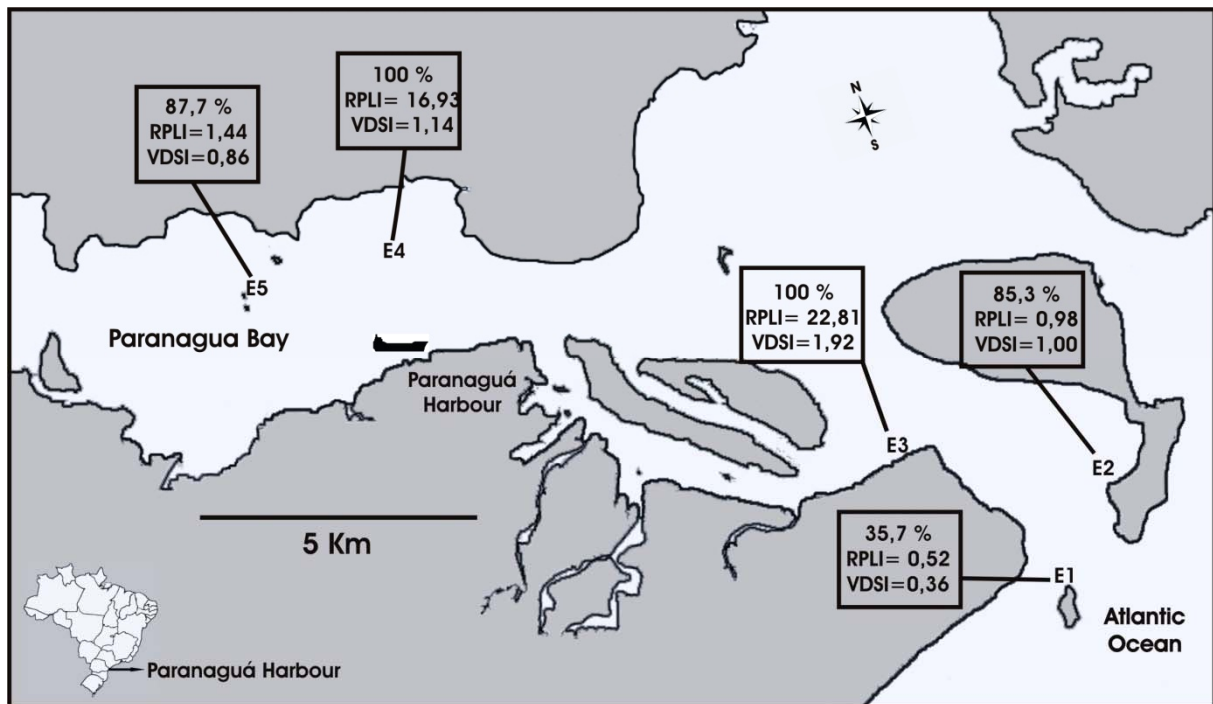 100 %
RPLI= 16,93
VDSI=1,14
87,7 %
RPLI=1,44
VDSI=0,86
N
S
E4
E5
100 %
RPLI= 22,81
VDSI=1,92
85,3 %
RPLI= 0,98
VDSI=1,00
Paranagua Bay
Paranaguá
Harbour
E3
E2
5 Km
35,7 %
RPLI= 0,52
VDSI=0,36
E1
Atlantic
Ocean
Paranaguá Harbour